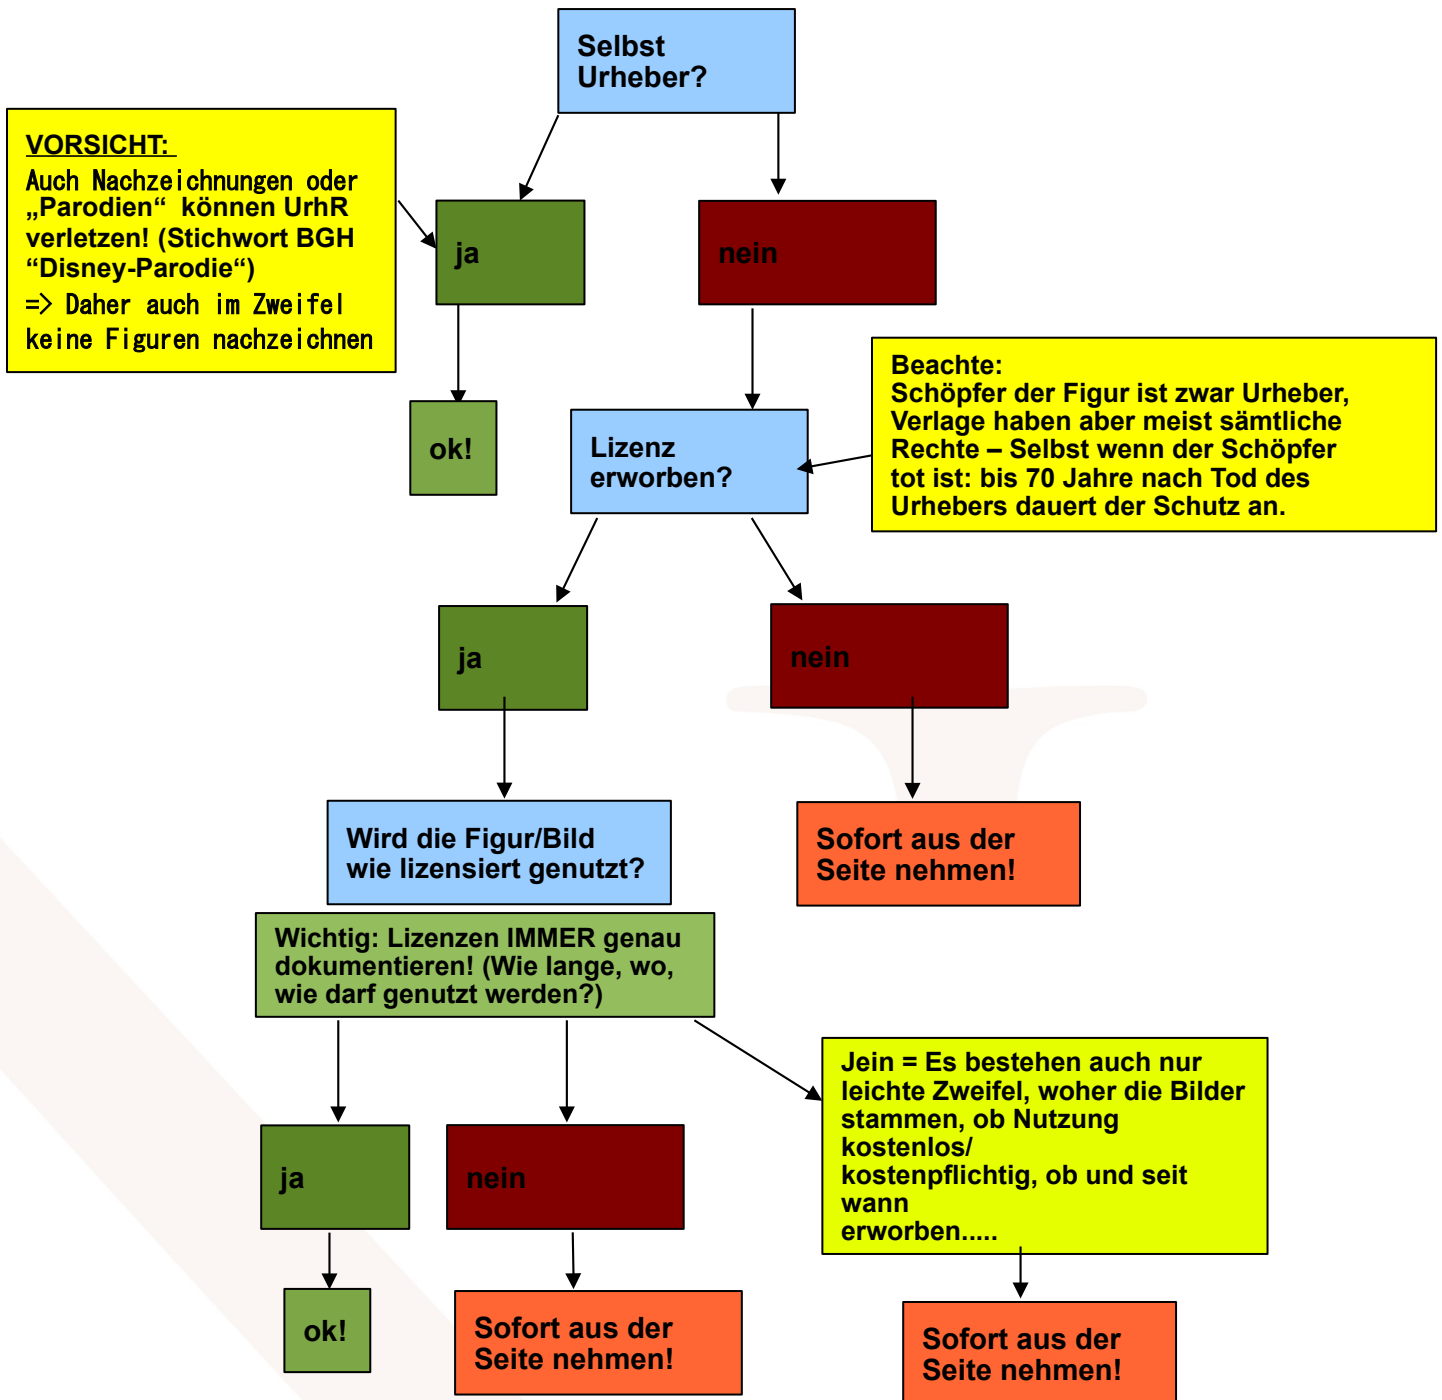 Selbst
Urheber?
VORSICHT:
Auch Nachzeichnungen oder
„Parodien“ können UrhR
verletzen! (Stichwort BGH
“Disney-Parodie“)
=> Daher auch im Zweifel
keine Figuren nachzeichnen
ja
nein
Beachte:
Schöpfer der Figur ist zwar Urheber,
Verlage haben aber meist sämtliche
Rechte – Selbst wenn der Schöpfer
tot ist: bis 70 Jahre nach Tod des
Urhebers dauert der Schutz an.
ok!
Lizenz
erworben?
ja
nein
Wird die Figur/Bild
wie lizensiert genutzt?
Sofort aus der
Seite nehmen!
Wichtig: Lizenzen IMMER genau
dokumentieren! (Wie lange, wo,
wie darf genutzt werden?)
Jein = Es bestehen auch nur
leichte Zweifel, woher die Bilder
stammen, ob Nutzung
kostenlos/
kostenpflichtig, ob und seit
wann
erworben.....
ja
nein
ok!
Sofort aus der
Seite nehmen!
Sofort aus der
Seite nehmen!